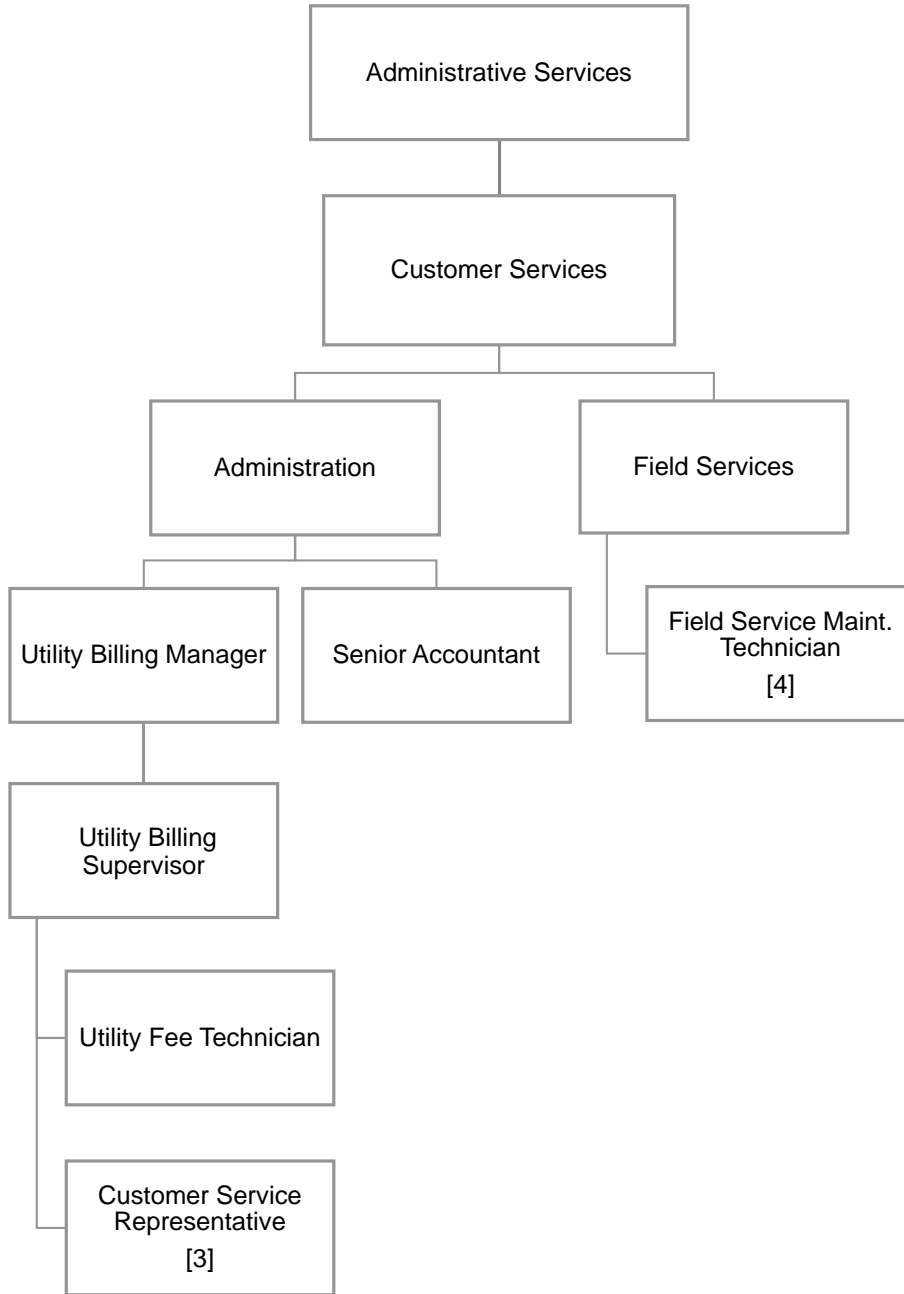 Administrative Services
Customer Services
Administration
Field Services
Utility Billing Manager
Senior Accountant
Field Service Maint.
Technician
[4]
Utility Billing
Supervisor
Utility Fee Technician
Customer Service
Representative
[3]